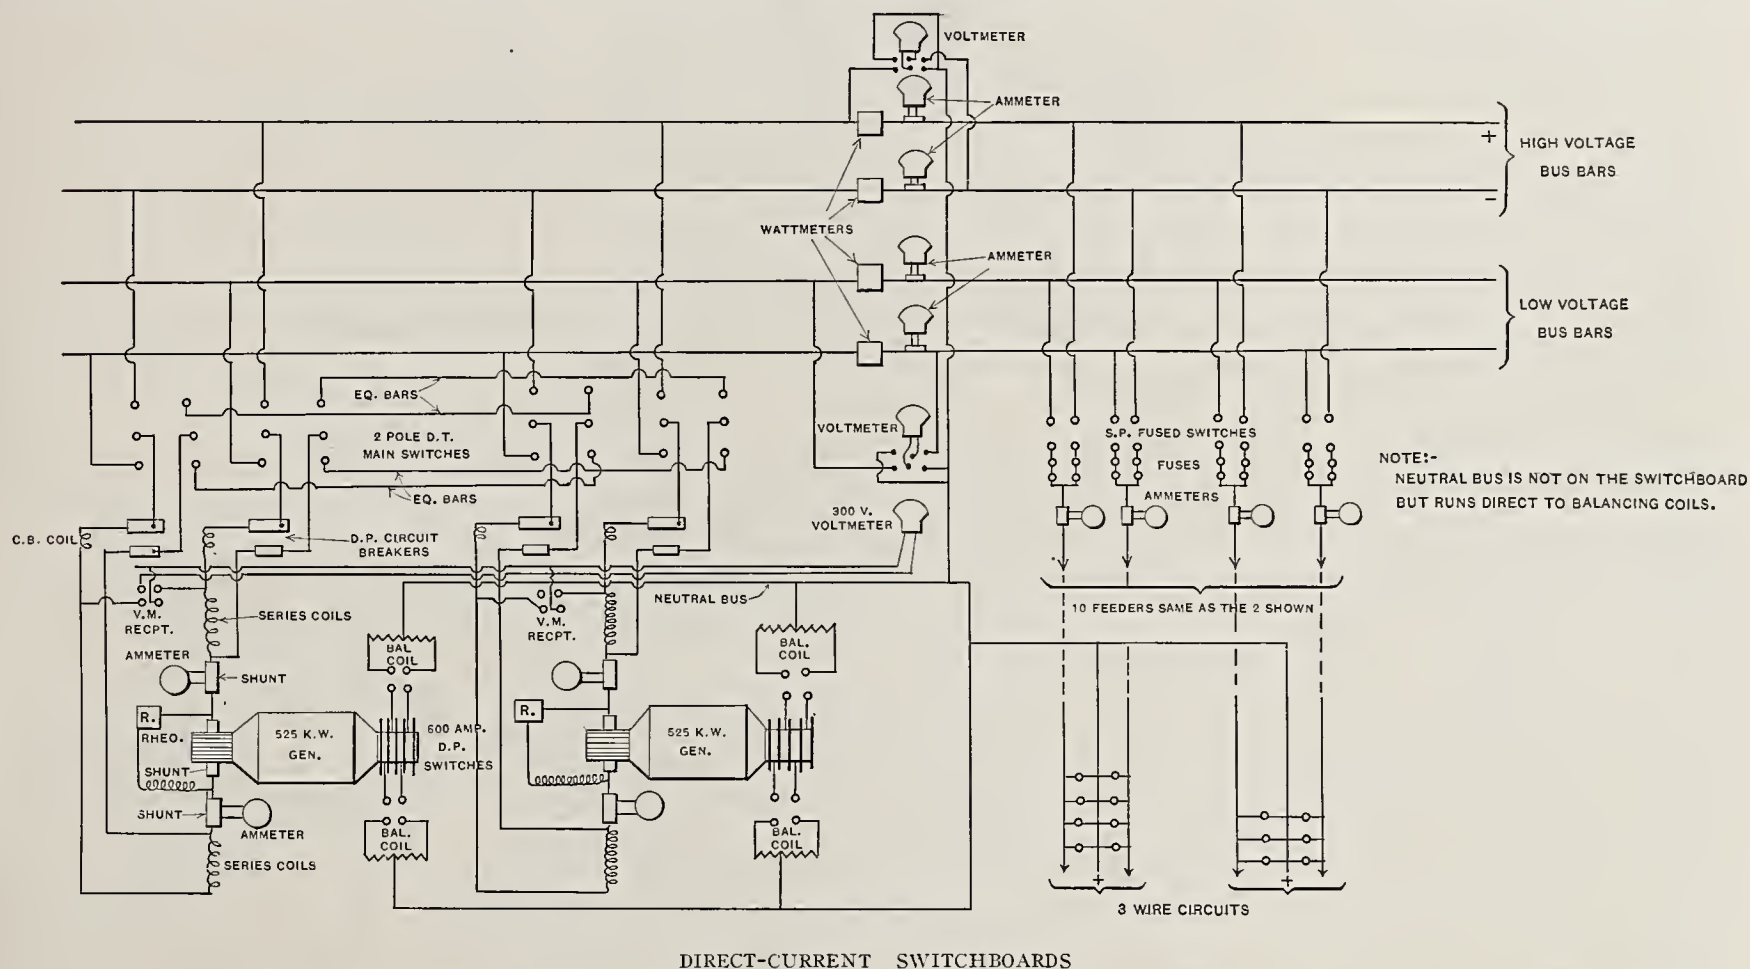 VOLTMETER
AMMETER
+
HIGH VOLTAGE
BUS BARS
-
WATTMETERS
AMMETER
LOW VOLTAGE
BUS BARS
EQ. BARS
2 POLE D.T.
MAIN SWITCHES
VOLTMETER
S.P. FUSED SWITCHES
FUSES
NOTE:-
NEUTRAL BUS IS NOT ON THE SWITCHBOARD
BUT RUNS DIRECT TO BALANCING COILS.
EQ. BARS
AMMETERS
300 V.
VOLTMETER
C.B. COIL
D.P. CIRCUIT
BREAKERS
NEUTRAL BUS
10 FEEDERS SAME AS THE 2 SHOWN
V.M.
RECPT.
SERIES COILS
V.M.
RECPT.
BAL
COIL
BAL.
COIL
AMMETER
SHUNT
R.
RHEO.
525 K.W.
GEN.
600 AMP.
D.P.
SWITCHES
R.
525 K.W.
GEN.
SHUNT
SHUNT
AMMETER
BAL.
COIL
BAL.
COIL
SERIES COILS
+
+
3 WIRE CIRCUITS
DIRECT-CURRENT SWITCHBOARDS